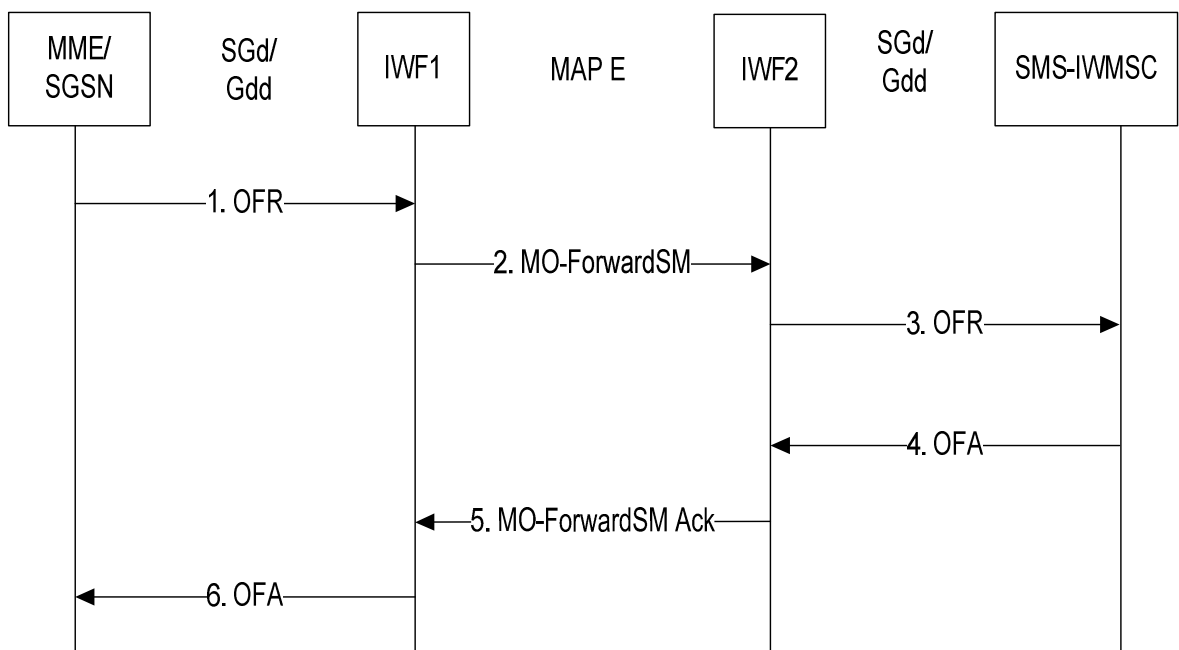 MME/
SGSN
SGd/
Gdd
IWF1
MAP E
IWF2
SGd/
Gdd
SMS-IWMSC
1. OFR
2. MO-ForwardSM
3. OFR
4. OFA
5. MO-ForwardSM Ack
6. OFA